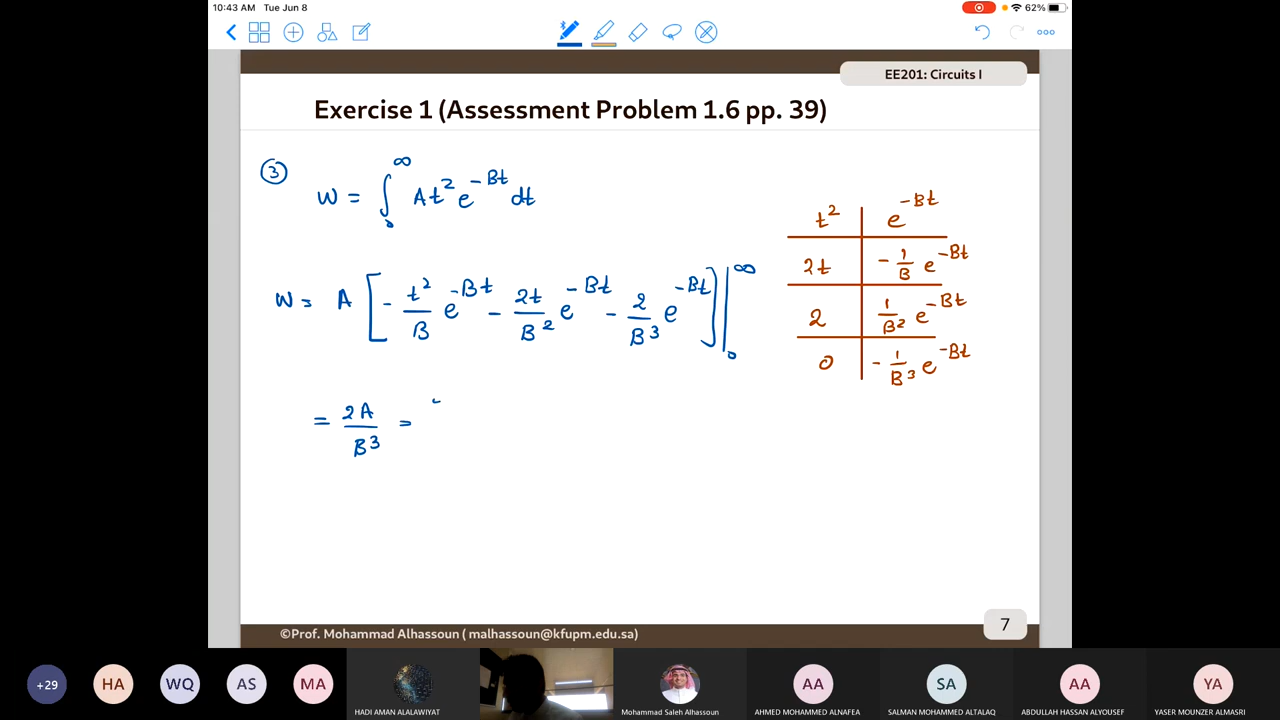 10:43 AM Tue Jun 8
62%
EE201: Circuits I
Exercise 1 (Assessment Problem 1.6 pp. 39)
③
W = ∫₀^∞ At² e^(-Bt) dt
W = A [ - t²/B e^(-Bt) - 2t/B² e^(-Bt) - 2/B³ e^(-Bt) ] |₀^∞
= 2A/B³ =
t² | e^(-Bt)
2t | - 1/B e^(-Bt)
2 | 1/B² e^(-Bt)
0 | - 1/B³ e^(-Bt)
©Prof. Mohammad Alhassoun ( malhassoun@kfupm.edu.sa)
7
+29
HA
WQ
AS
MA
HADI AMAN ALALAWIYAT
Mohammad Saleh Alhassoun
AA
AHMED MOHAMMED ALNAFEA
SA
SALMAN MOHAMMED ALTALAQ
AA
ABDULLAH HASSAN ALYOUSEF
YA
YASER MOUNZER ALMASRI